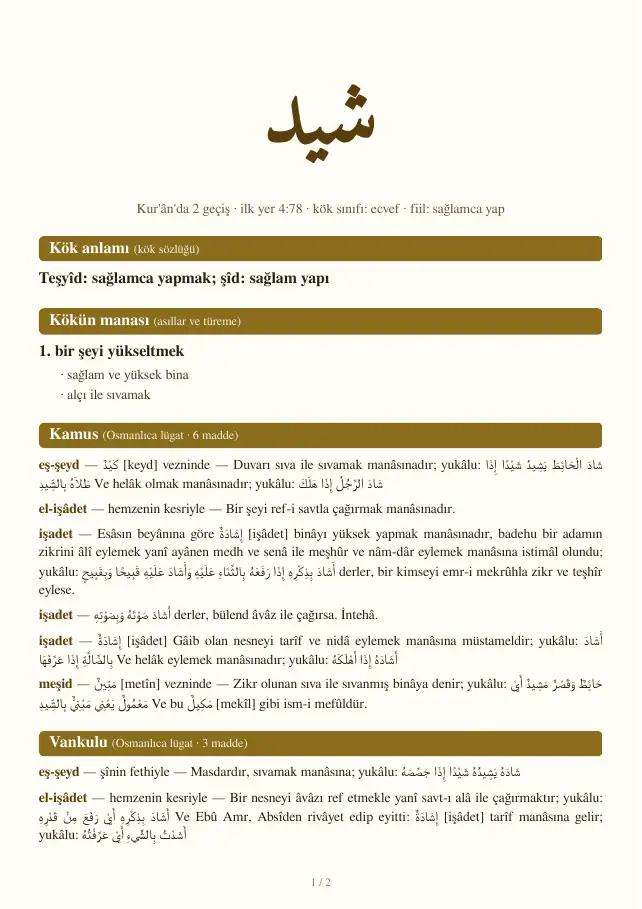 شيد
Kur'ân'da 2 geçiş · ilk yer 4:78 · kök sınıfı: ecvef · fiil: sağlamca yap
Kök anlamı (kök sözlüğü)
Teşyîd: sağlamca yapmak; şîd: sağlam yapı
Kökün manası (asıllar ve türeme)
1. bir şeyi yükseltmek
· sağlam ve yüksek bina
· alçı ile sıvamak
Kamus (Osmanlıca lügat · 6 madde)
eş-şeyd — كَيْدٌ [keyd] vezninde — Duvarı sıva ile sıvamak manâsınadır; yukâlu: شَادَ الْحَائِطَ يَشِيدُ شَيْدًا إِذَا
طَلاَهُ بِالشِّيدِ Ve helâk olmak manâsınadır; yukâlu: شَادَ الرَّجُلُ إِذَا هَلَكَ
el-işâdet — hemzenin kesriyle — Bir şeyi ref-i savtla çağırmak manâsınadır.
işadet — Esâsın beyânına göre إِشَادَةٌ [işâdet] binâyı yüksek yapmak manâsınadır, badehu bir adamın
zikrini âlî eylemek yanî ayânen medh ve senâ ile meşhûr ve nâm-dâr eylemek manâsına istimâl olundu;
yukâlu: أَشَادَ بِذِكْرِهِ إِذَا رَفَعَهُ بِالثَّنَاءِ عَلَيْهِ وَأَشَادَ عَلَيْهِ قَبِيحًا وَبِقَبِيحٍ derler, bir kimseyi emr-i mekrûhla zikr ve teşhîr
eylese.
işadet — أَشَادَ صَوْتَهُ وَبِصَوْتِهِ derler, bülend âvâz ile çağırsa. İntehâ.
işadet — إِشَادَةٌ [işâdet] Gâib olan nesneyi tarîf ve nidâ eylemek manâsına müstameldir; yukâlu: أَشَادَ
بِالضَّالَّةِ إِذَا عَرَّفَهَا Ve helâk eylemek manâsınadır; yukâlu: أَشَادَهُ إِذَا أَهْلَكَهُ
meşid — مَتِينٌ [metîn] vezninde — Zikr olunan sıva ile sıvanmış binâya denir; yukâlu: حَائِطٌ وَقَصْرٌ مَشِيدٌ أَيْ
مَعْمُولٌ يَعْنِي مَبْنِيٌّ بِالشِّيدِ Ve bu مَكِيلٌ [mekîl] gibi ism-i mefûldür.
Vankulu (Osmanlıca lügat · 3 madde)
eş-şeyd — şînin fethiyle — Masdardır, sıvamak manâsına; yukâlu: شَادَهُ يَشِيدُهُ شَيْدًا إِذَا جَصَّصَهُ
el-işâdet — hemzenin kesriyle — Bir nesneyi âvâzı ref etmekle yanî savt-ı alâ ile çağırmaktır; yukâlu:
أَشَادَ بِذِكْرِهِ أَيْ رَفَعَ مِنْ قَدْرِهِ Ve Ebû Amr, Absîden rivâyet edip eyitti: إِشَادَةٌ [işâdet] tarîf manâsına gelir;
yukâlu: أَشَدْتُ بِالشَّيءِ أَيْ عَرَّفْتُهُ
1 / 2